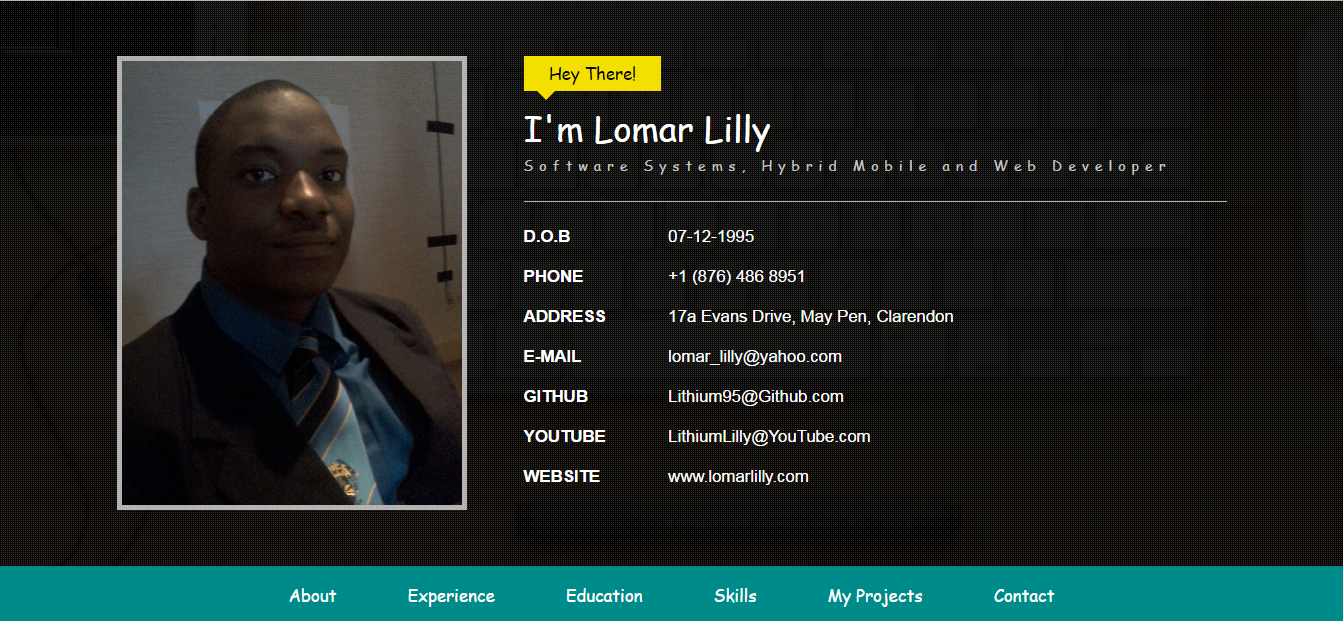 Hey There!
I'm Lomar Lilly
Software Systems, Hybrid Mobile and Web Developer
D.O.B 07-12-1995
PHONE +1 (876) 486 8951
ADDRESS 17a Evans Drive, May Pen, Clarendon
E-MAIL lomar_lilly@yahoo.com
GITHUB Lithium95@Github.com
YOUTUBE LithiumLilly@YouTube.com
WEBSITE www.lomarlilly.com
About Experience Education Skills My Projects Contact